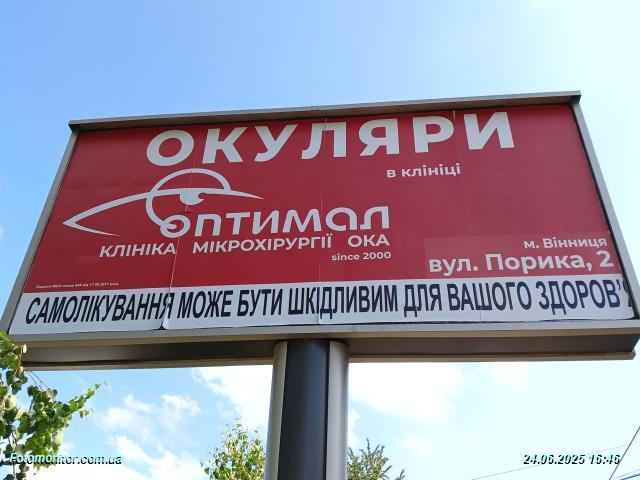 ОКУЛЯРИ
в клініці
оптимал
КЛІНІКА МІКРОХІРУРГІЇ ОКА
since 2000
м. Вінниця
вул. Порика, 2
САМОЛІКУВАННЯ МОЖЕ БУТИ ШКІДЛИВИМ ДЛЯ ВАШОГО ЗДОРОВ'
Fotomonitor.com.ua
24.06.2025 16:46